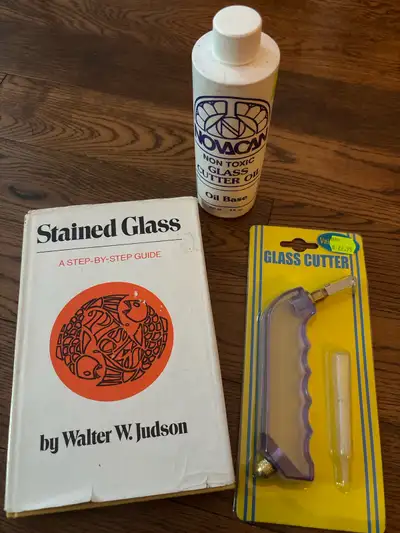 NOVACAN
NON TOXIC
GLASS
CUTTER OIL
Oil Base
Stained Glass
A STEP-BY-STEP GUIDE
by Walter W. Judson
GLASS CUTTER